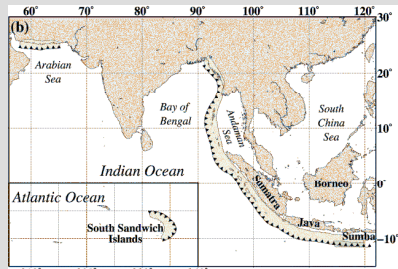 60° 70° 80° 90° 100° 110° 120°
30°
(b)
Arabian
Sea
20°
Bay of
Bengal
Andaman
Sea
South
China
Sea
10°
Indian Ocean
0°
Atlantic Ocean
Sumatra
Borneo
South Sandwich
Islands
Java
Sumba
-10°